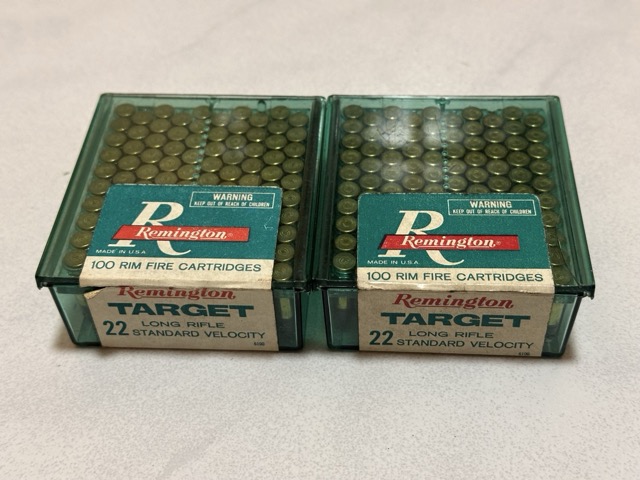 WARNING
KEEP OUT OF REACH OF CHILDREN
R
Remington
MADE IN U.S.A.
100 RIM FIRE CARTRIDGES
Remington
TARGET
22 LONG RIFLE
STANDARD VELOCITY
WARNING
KEEP OUT OF REACH OF CHILDREN
R
Remington
MADE IN U.S.A.
100 RIM FIRE CARTRIDGES
Remington
TARGET
22 LONG RIFLE
STANDARD VELOCITY